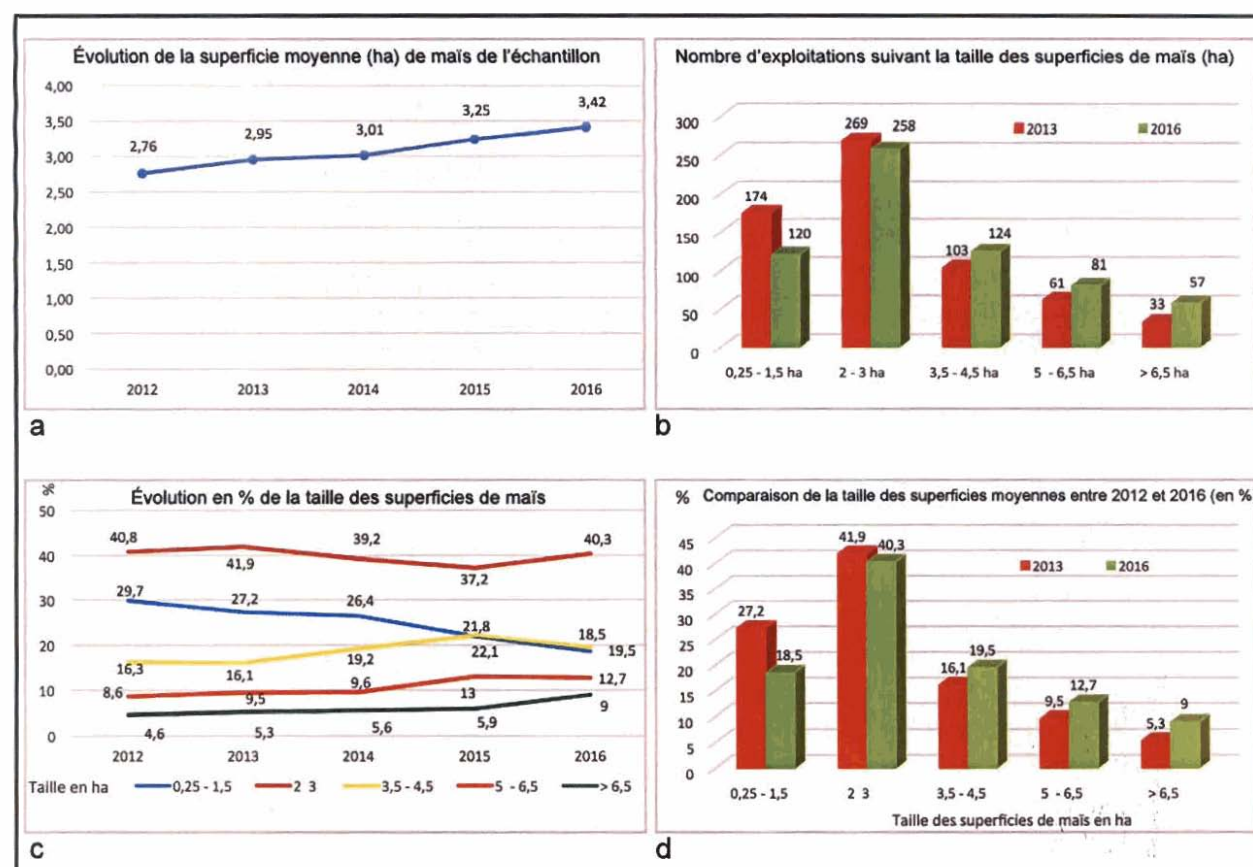 Évolution de la superficie moyenne (ha) de maïs de l'échantillon
4,00
3,50
3,00
2,50
2,00
1,50
1,00
0,50
0,00
2,76
2,95
3,01
3,25
3,42
2012 2013 2014 2015 2016
a
Nombre d'exploitations suivant la taille des superficies de maïs (ha)
2013 2016
300
250
200
150
100
50
0
174 120
269 258
103 124
61 81
33 57
0,25 - 1,5 ha 2 - 3 ha 3,5 - 4,5 ha 5 - 6,5 ha > 6,5 ha
b
% Évolution en % de la taille des superficies de maïs
50
40
30
20
10
0
40,8 41,9 39,2 37,2 40,3
29,7 27,2 26,4 21,8 18,5
16,3 16,1 19,2 22,1 19,5
8,6 9,5 9,6 13 12,7
4,6 5,3 5,6 5,9 9
2012 2013 2014 2015 2016
Taille en ha 0,25 - 1,5 2 3 3,5 - 4,5 5 - 6,5 > 6,5
c
% Comparaison de la taille des superficies moyennes entre 2012 et 2016 (en %
2013 2016
45
40
35
30
25
20
15
10
5
0
27,2 18,5
41,9 40,3
16,1 19,5
9,5 12,7
5,3 9
0,25 - 1,5 2 3 3,5 - 4,5 5 - 6,5 > 6,5
Taille des superficies de maïs en ha
d